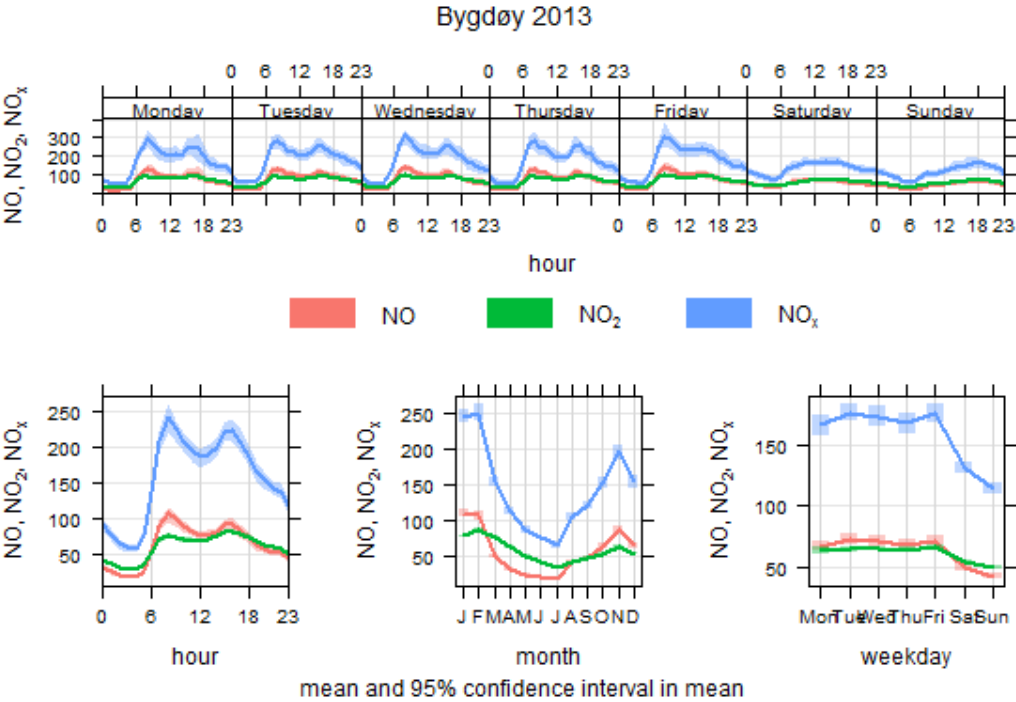 Bygdøy 2013
0 6 12 18 23 0 6 12 18 23 0 6 12 18 23
Monday Tuesday Wednesday Thursday Friday Saturday Sunday
NO, NO₂, NOₓ
300
200
100
0 6 12 18 23 0 6 12 18 23 0 6 12 18 23 0 6 12 18 23
hour
NO NO₂ NOₓ
NO, NO₂, NOₓ
250
200
150
100
50
0 6 12 18 23
hour
NO, NO₂, NOₓ
250
200
150
100
50
J F M A M J J A S O N D
month
NO, NO₂, NOₓ
150
100
50
Mon Tue Wed Thu Fri Sat Sun
weekday
mean and 95% confidence interval in mean